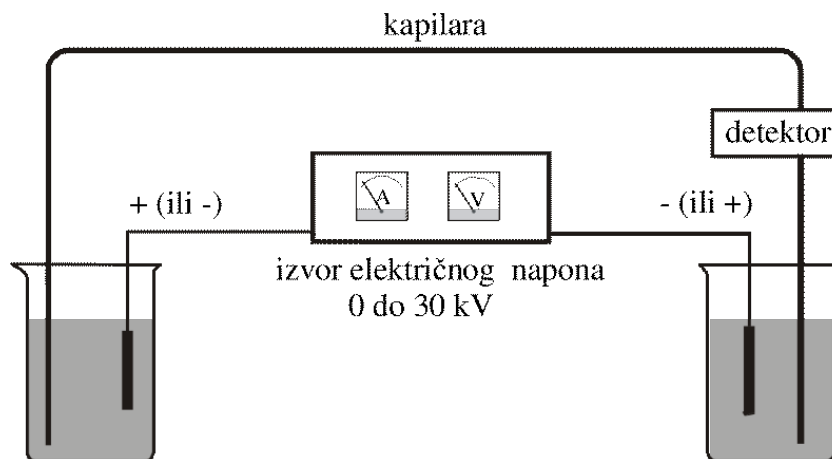 kapilara
detektor
+ (ili -)
A
V
- (ili +)
izvor električnog napona
0 do 30 kV